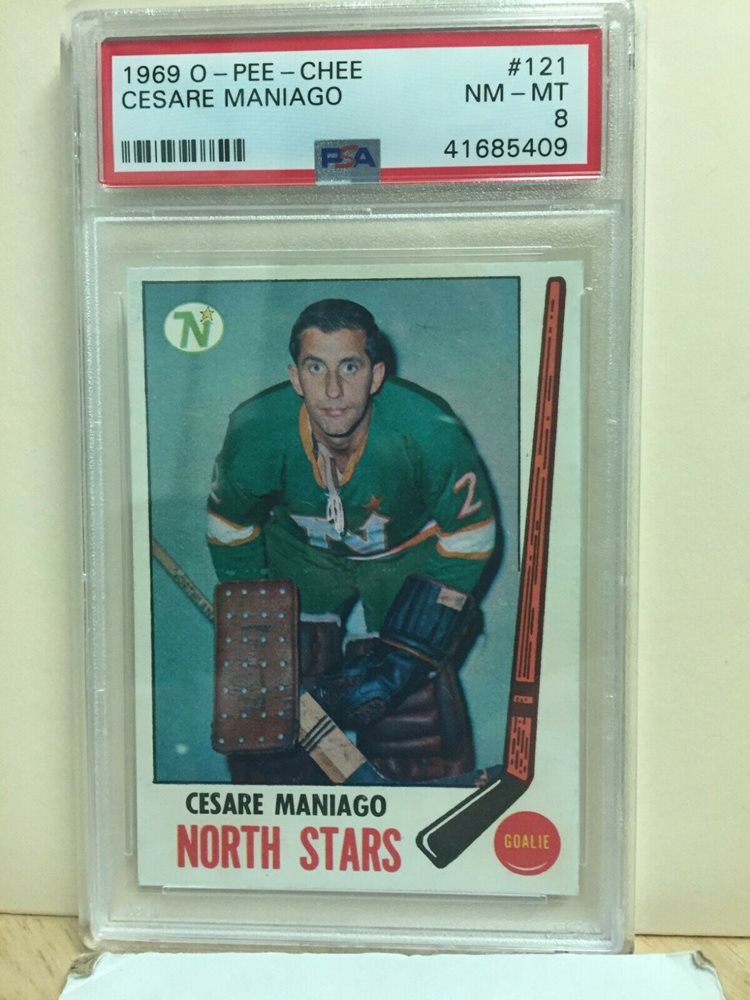 1969 O-PEE-CHEE #121
CESARE MANIAGO NM-MT
8
PSA 41685409
N
2
N
CESARE MANIAGO
NORTH STARS
GOALIE